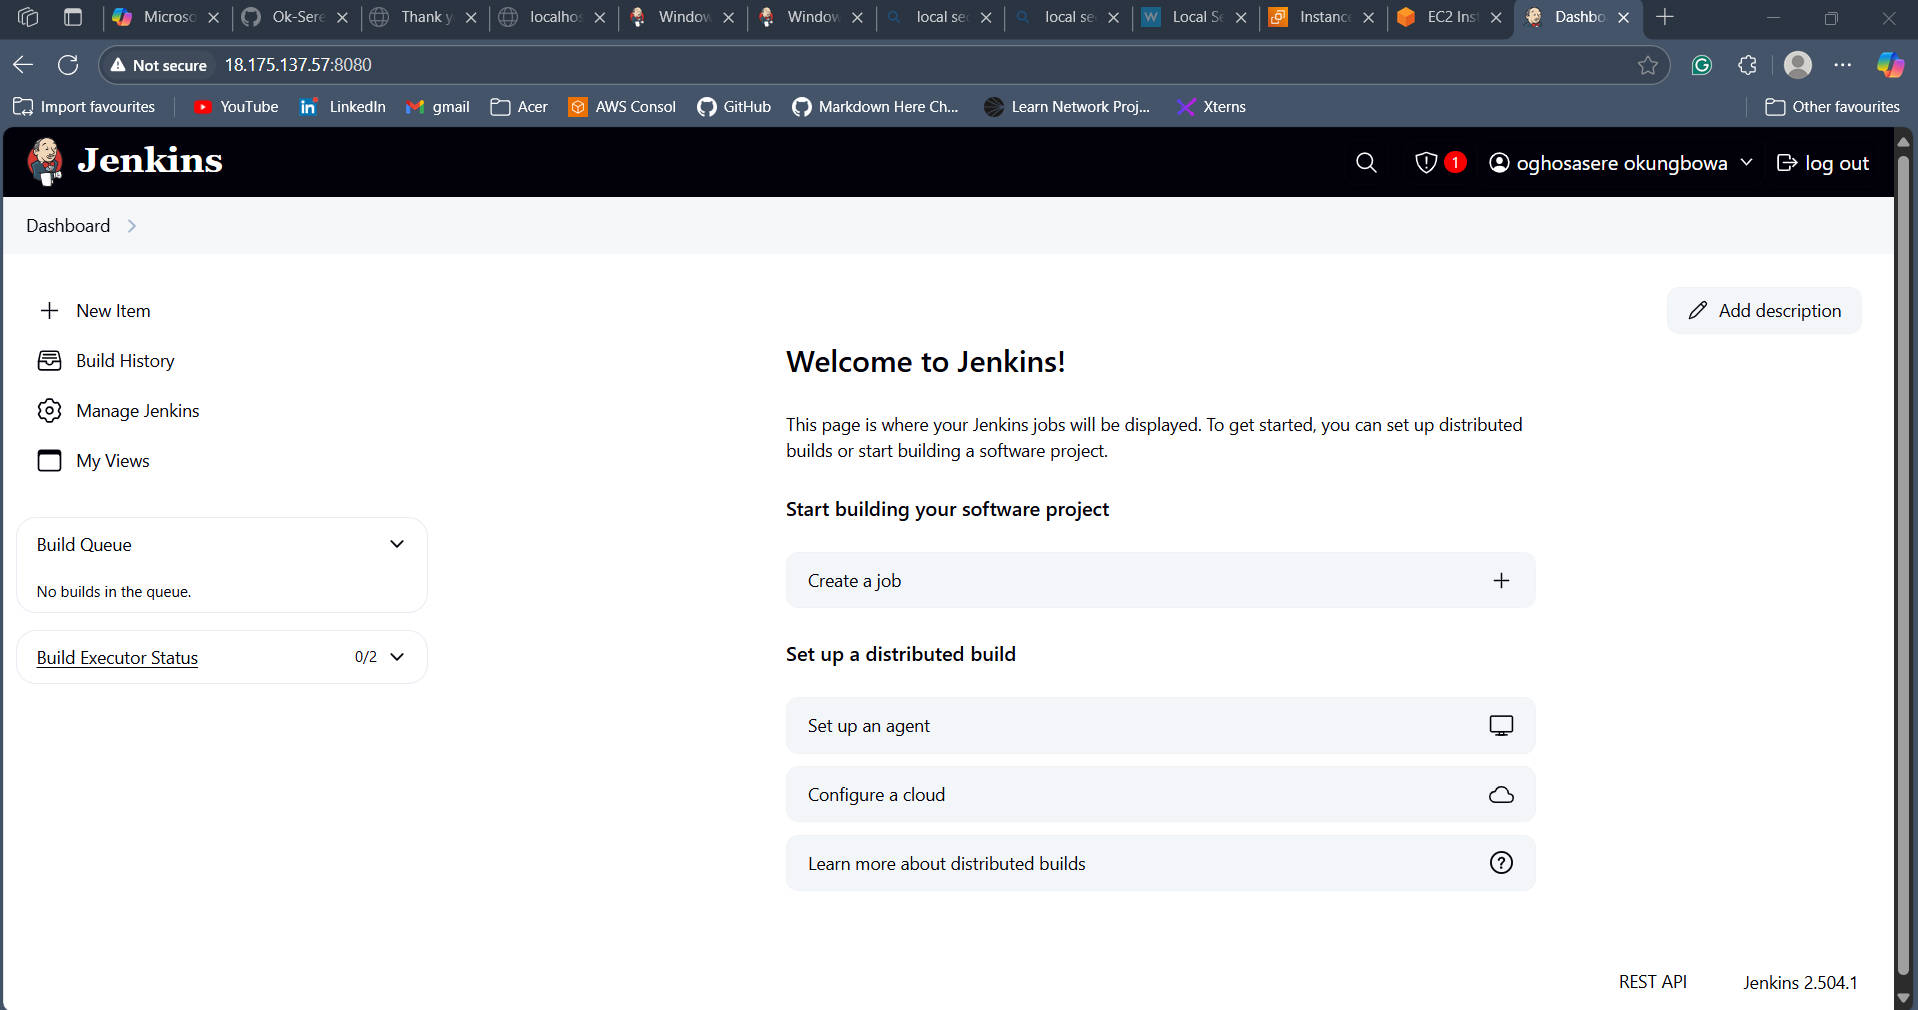 Microso
Ok-Sere
Thank y
localhos
Window
Window
local sec
local sec
Local Se
Instance
EC2 Inst
Dashbo
Not secure 18.175.137.57:8080
Import favourites YouTube LinkedIn gmail Acer AWS Consol GitHub Markdown Here Ch... Learn Network Proj... Xterns Other favourites
Jenkins 1 oghosasere okungbowa log out
Dashboard
New Item
Build History
Manage Jenkins
My Views
Build Queue
No builds in the queue.
Build Executor Status 0/2
Add description
Welcome to Jenkins!
This page is where your Jenkins jobs will be displayed. To get started, you can set up distributed
builds or start building a software project.
Start building your software project
Create a job
Set up a distributed build
Set up an agent
Configure a cloud
Learn more about distributed builds
REST API Jenkins 2.504.1